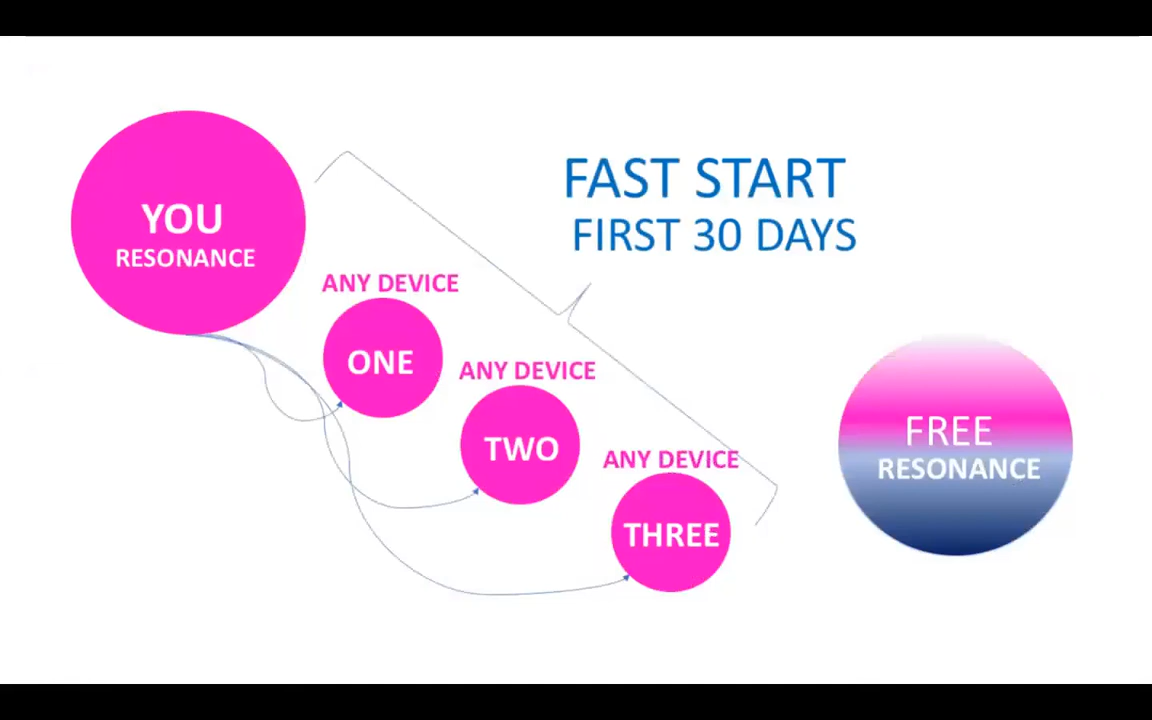 YOU
RESONANCE
FAST START
FIRST 30 DAYS
ANY DEVICE
ONE
ANY DEVICE
TWO
ANY DEVICE
THREE
FREE
RESONANCE